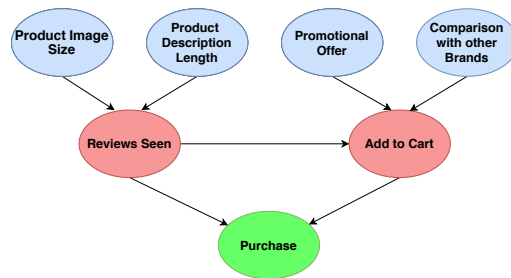 Product Image
Size
Product
Description
Length
Promotional
Offer
Comparison
with other
Brands
Reviews Seen
Add to Cart
Purchase